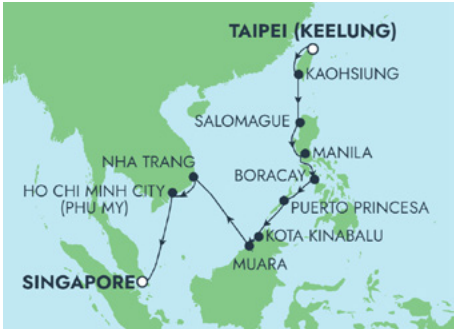 TAIPEI (KEELUNG)
KAOHSIUNG
SALOMAGUE
MANILA
NHA TRANG
BORACAY
HO CHI MINH CITY
(PHU MY)
PUERTO PRINCESA
KOTA KINABALU
MUARA
SINGAPORE